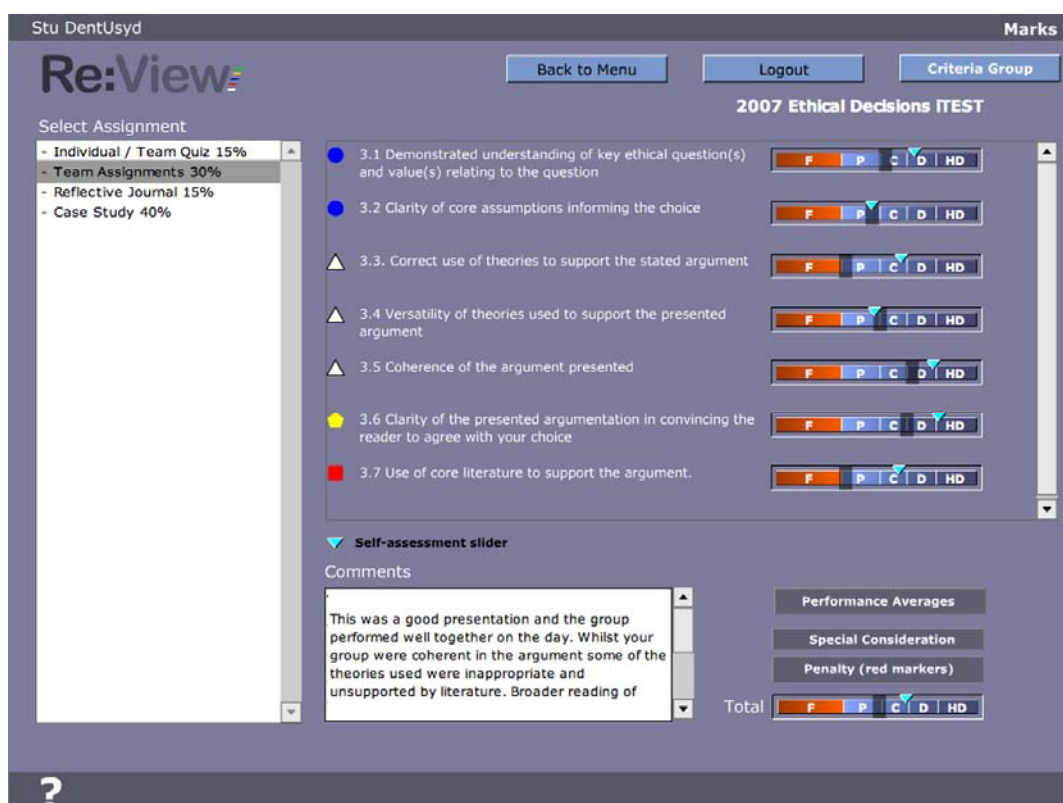 Stu DentUsyd
Marks
Re:View
Back to Menu
Logout
Criteria Group
2007 Ethical Decisions iTEST
Select Assignment
- Individual / Team Quiz 15%
- Team Assignments 30%
- Reflective Journal 15%
- Case Study 40%
3.1 Demonstrated understanding of key ethical question(s)
and value(s) relating to the question
F P C D HD
3.2 Clarity of core assumptions informing the choice
F P C D HD
3.3. Correct use of theories to support the stated argument
F P C D HD
3.4 Versatility of theories used to support the presented
argument
F P C D HD
3.5 Coherence of the argument presented
F P C D HD
3.6 Clarity of the presented argumentation in convincing the
reader to agree with your choice
F P C D HD
3.7 Use of core literature to support the argument.
F P C D HD
Self-assessment slider
Comments
This was a good presentation and the group
performed well together on the day. Whilst your
group were coherent in the argument some of the
theories used were inappropriate and
unsupported by literature. Broader reading of
Performance Averages
Special Consideration
Penalty (red markers)
Total F P C D HD
?